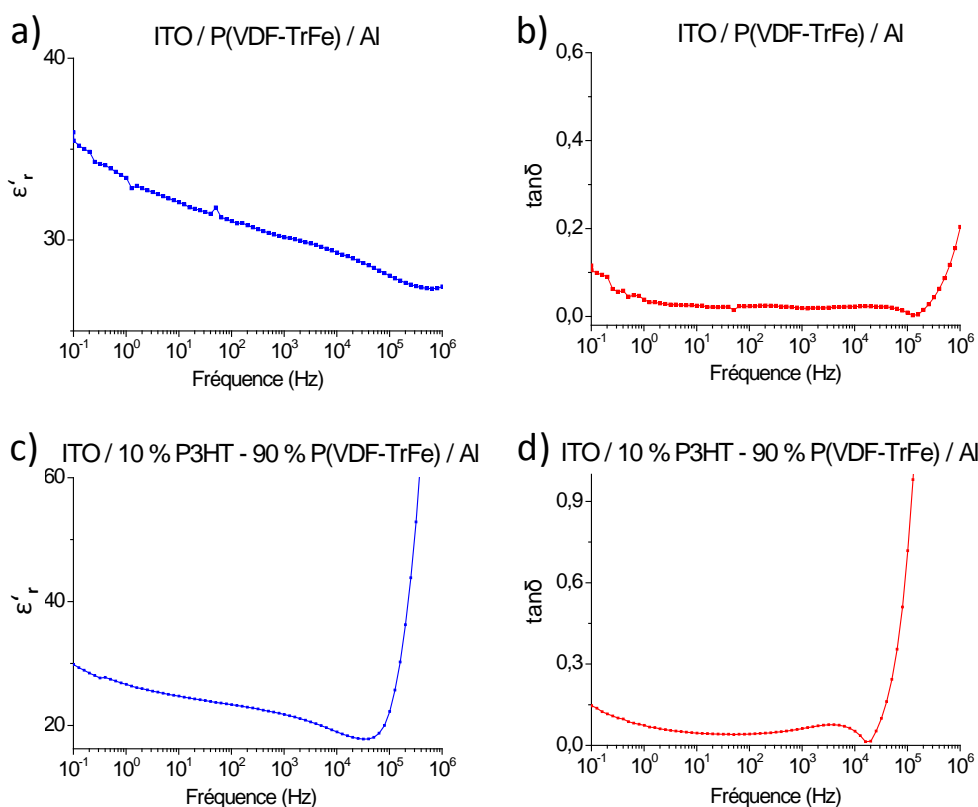 a) ITO / P(VDF-TrFe) / Al
40
30
ε'r
10⁻¹ 10⁰ 10¹ 10² 10³ 10⁴ 10⁵ 10⁶
Fréquence (Hz)
b) ITO / P(VDF-TrFe) / Al
0,6
0,4
0,2
0,0
tanδ
10⁻¹ 10⁰ 10¹ 10² 10³ 10⁴ 10⁵ 10⁶
Fréquence (Hz)
c) ITO / 10 % P3HT - 90 % P(VDF-TrFe) / Al
60
40
20
ε'r
10⁻¹ 10⁰ 10¹ 10² 10³ 10⁴ 10⁵ 10⁶
Fréquence (Hz)
d) ITO / 10 % P3HT - 90 % P(VDF-TrFe) / Al
0,9
0,6
0,3
0,0
tanδ
10⁻¹ 10⁰ 10¹ 10² 10³ 10⁴ 10⁵ 10⁶
Fréquence (Hz)